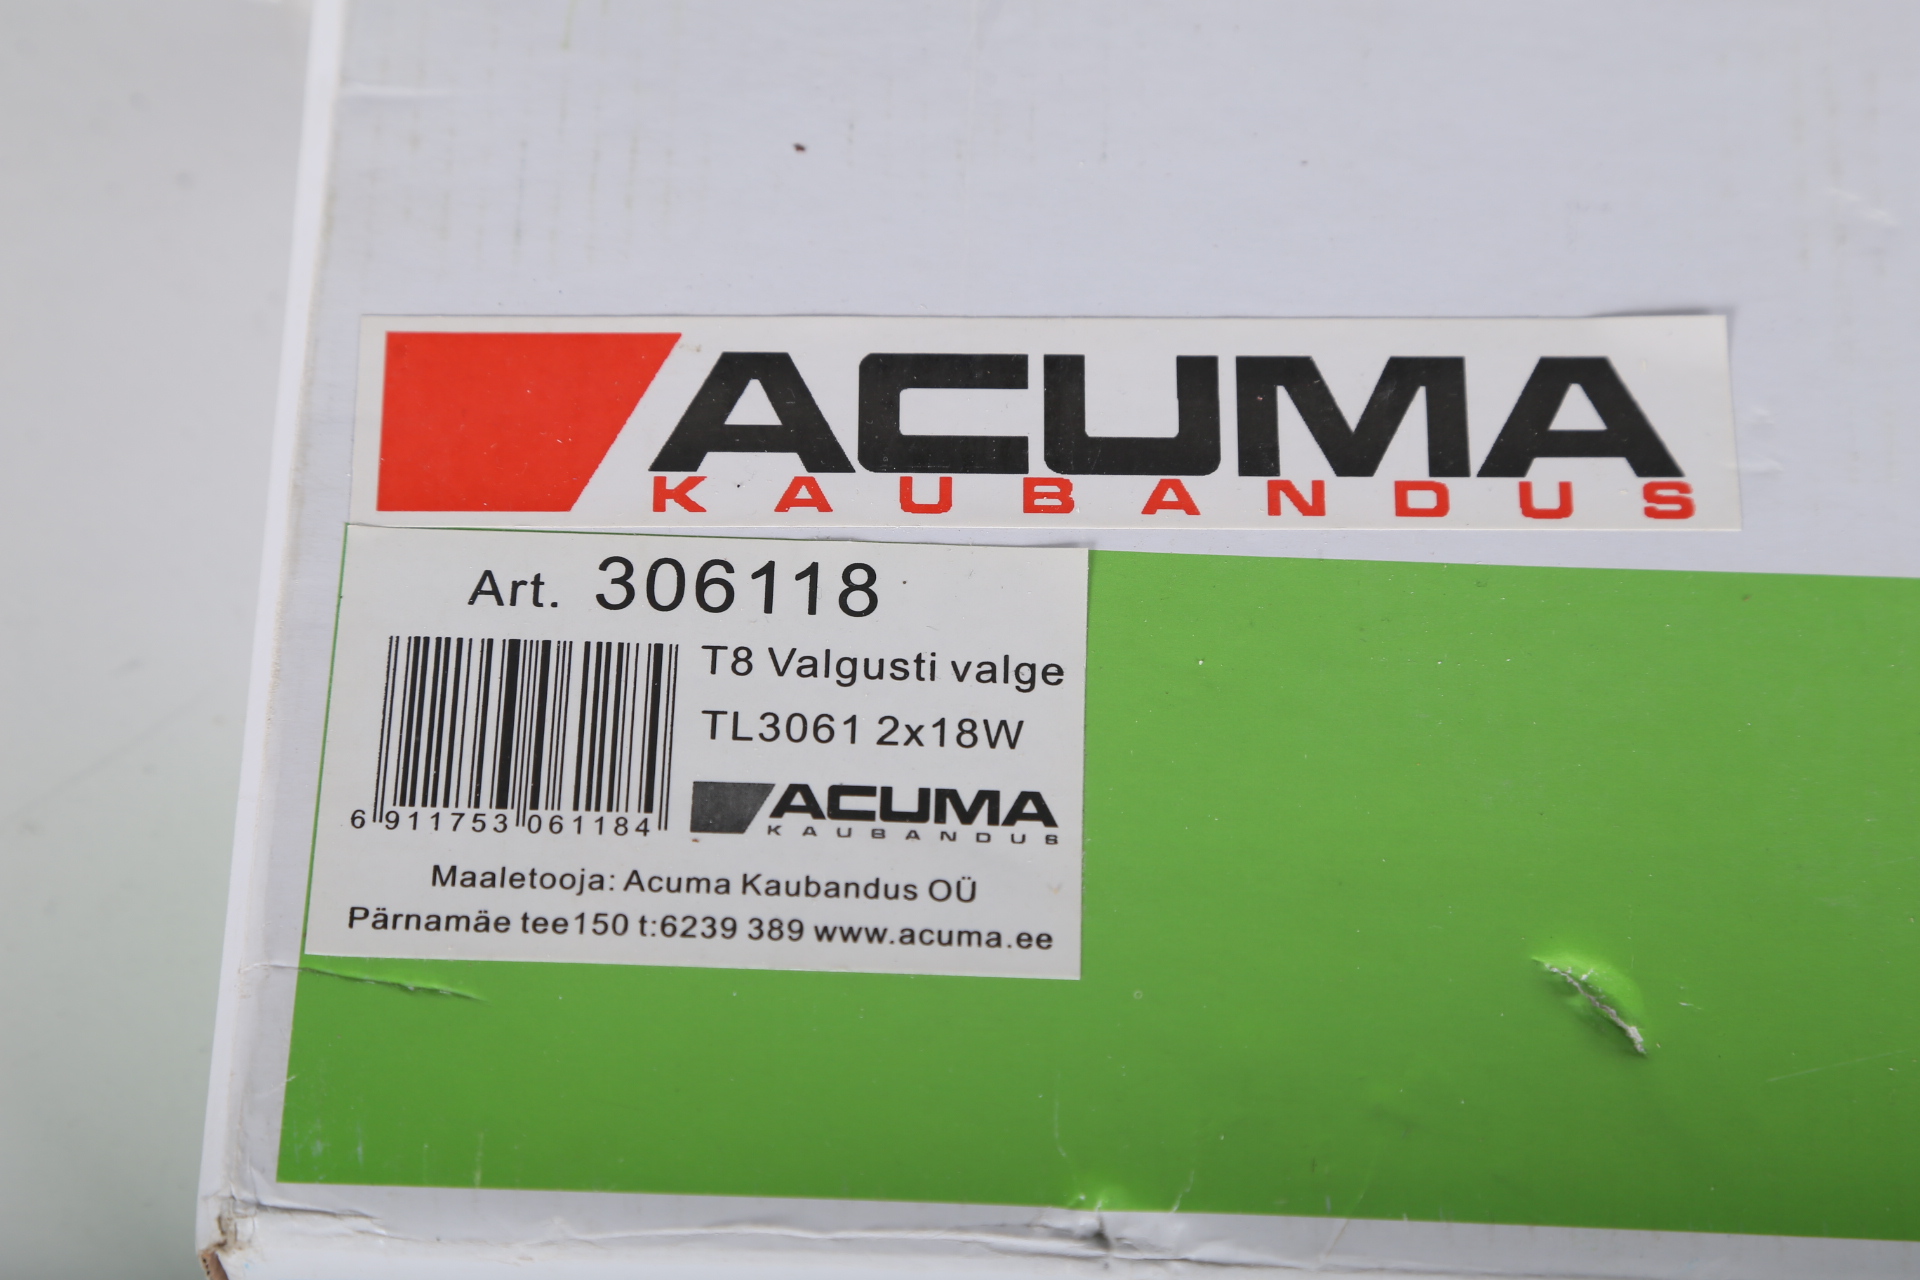 ACUMA
KAUBANDUS
Art. 306118
T8 Valgusti valge
TL3061 2x18W
6 911753 061184
ACUMA
KAUBANDUS
Maaletooja: Acuma Kaubandus OÜ
Pärnamäe tee150 t:6239 389 www.acuma.ee